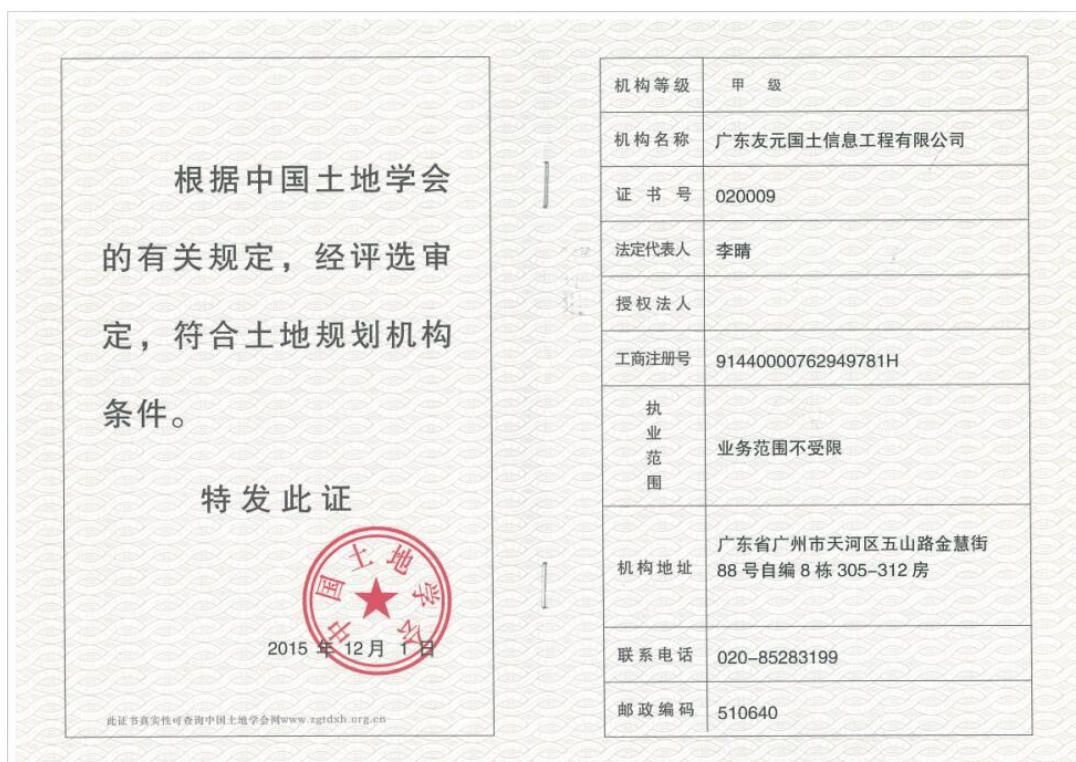 根据中国土地学会
的有关规定，经评选审
定，符合土地规划机构
条件。
特发此证
中国土地学会
2015 年 12月 1 日
此证书真实性可查询中国土地学会网www.zgtdxh.org.cn
机构等级 甲 级
机构名称 广东友元国土信息工程有限公司
证书号 020009
法定代表人 李晴
授权法人
工商注册号 91440000762949781H
执业范围 业务范围不受限
机构地址 广东省广州市天河区五山路金慧街
88 号自编 8 栋 305-312 房
联系电话 020-85283199
邮政编码 510640